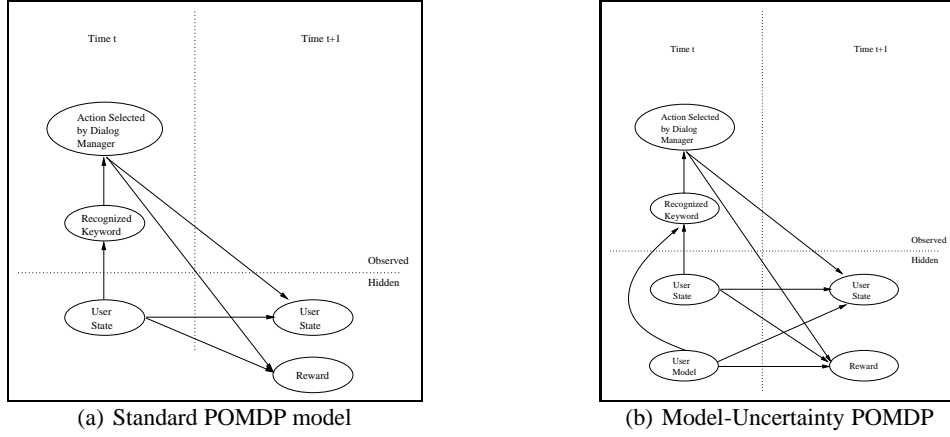 Time t
Time t+1
Action Selected
by Dialog
Manager
Recognized
Keyword
Observed
Hidden
User
State
User
State
Reward
(a) Standard POMDP model
Time t
Time t+1
Action Selected
by Dialog
Manager
Recognized
Keyword
Observed
Hidden
User
State
User
State
User
Model
Reward
(b) Model-Uncertainty POMDP